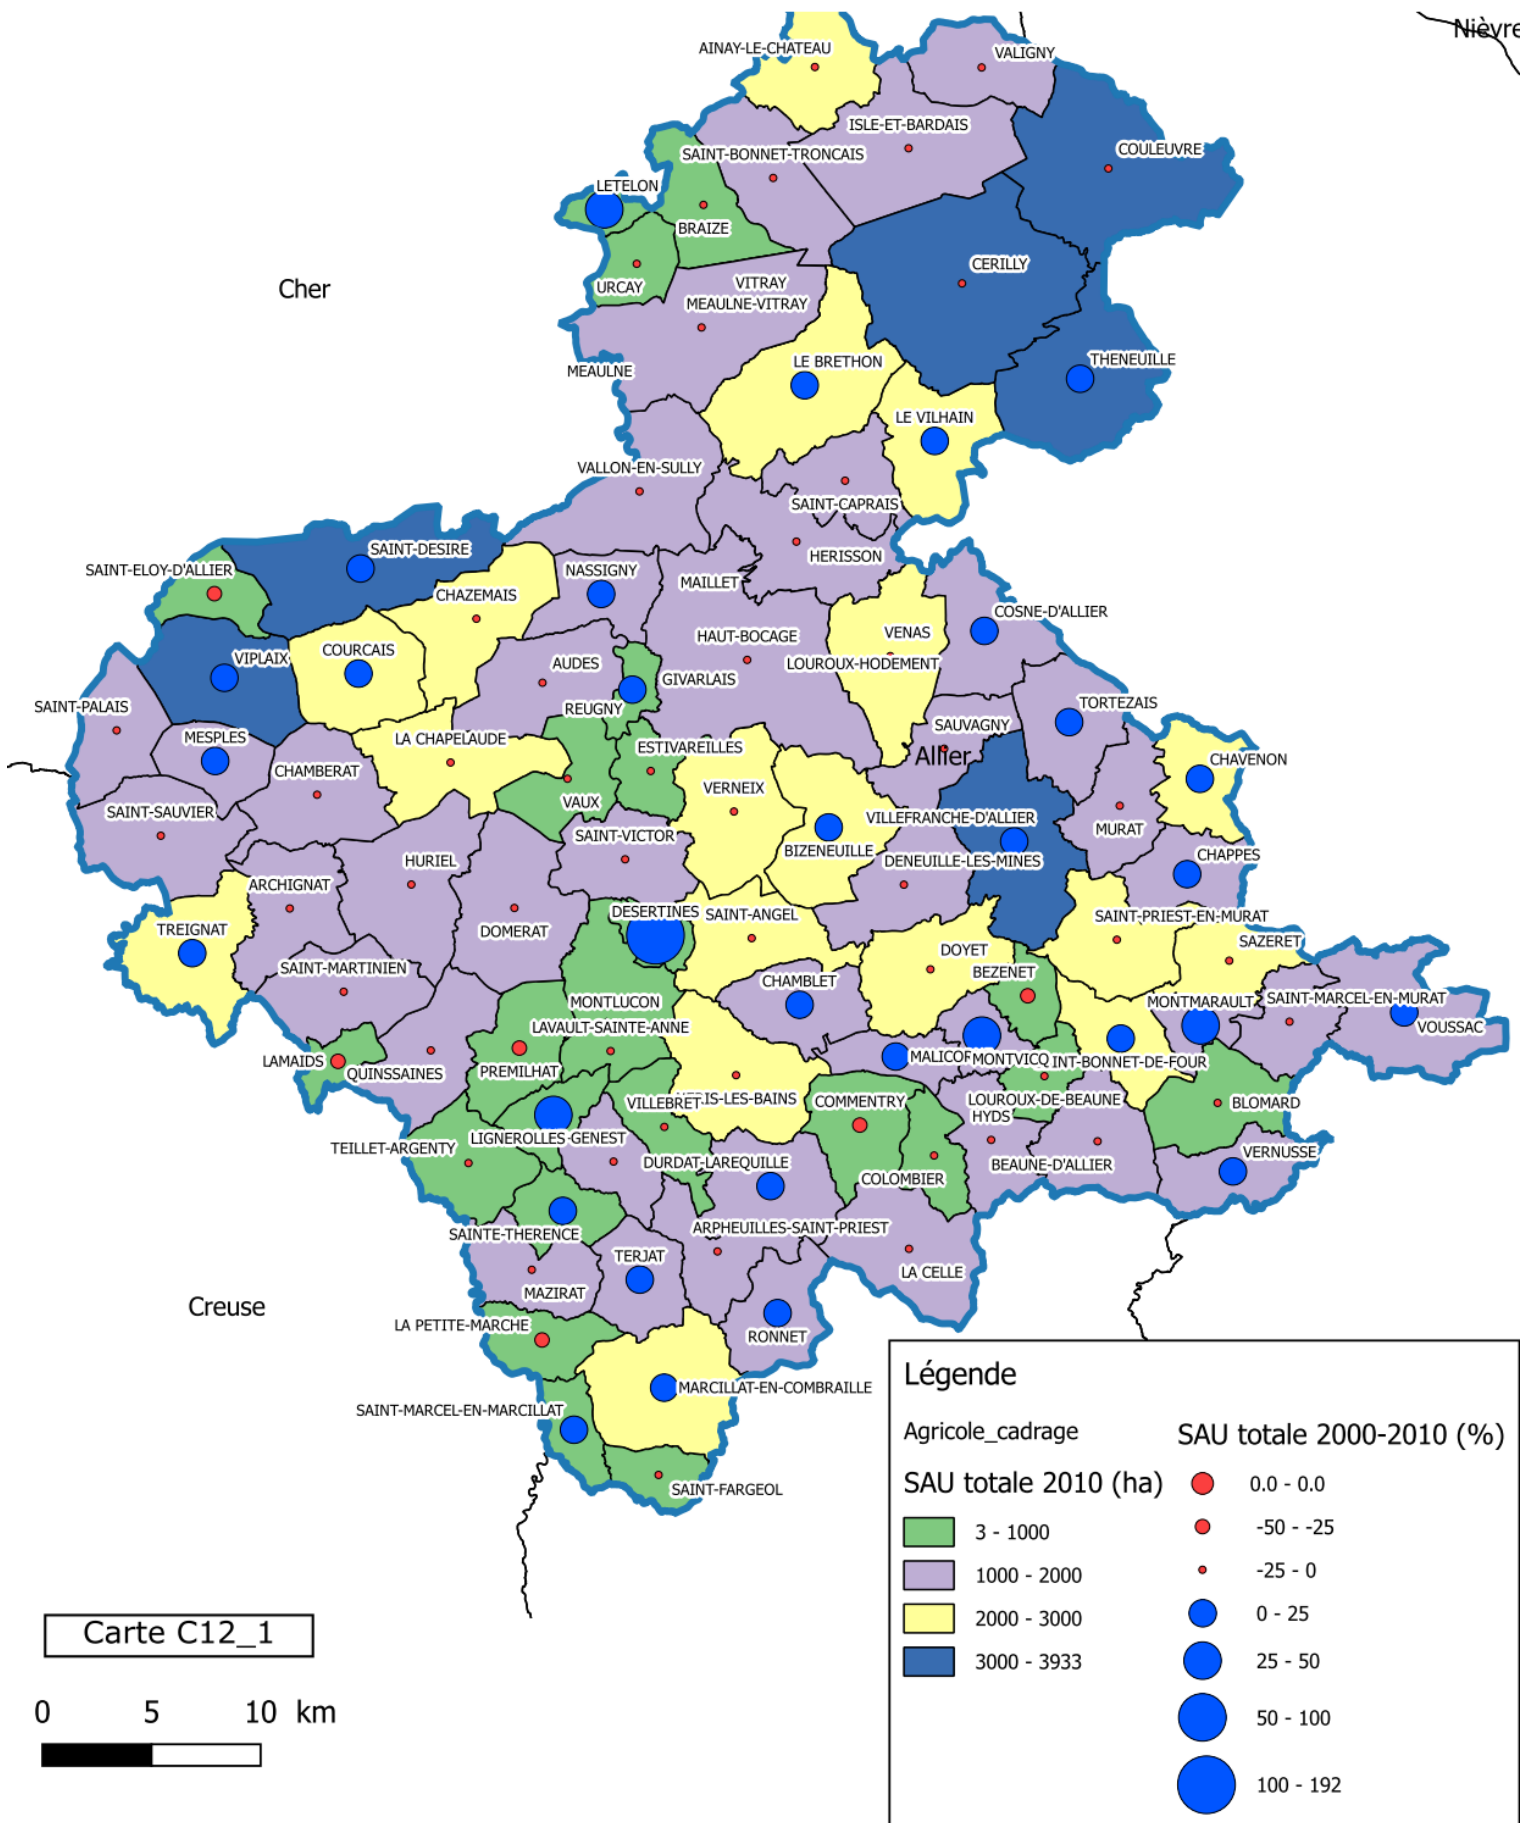 Nièvre
AINAY-LE-CHATEAU
VALIGNY
ISLE-ET-BARDAIS
COULEUVRE
SAINT-BONNET-TRONCAIS
LETELON
BRAIZE
CERILLY
Cher
URCAY
VITRAY
MEAULNE-VITRAY
THENEUILLE
LE BRETHON
MEAULNE
LE VILHAIN
VALLON-EN-SULLY
SAINT-CAPRAIS
SAINT-DESIRE
HERISSON
SAINT-ELOY-D'ALLIER
NASSIGNY
MAILLET
CHAZEMAIS
COSNE-D'ALLIER
HAUT-BOCAGE
VENAS
COURCAIS
VIPLAIX
AUDES
LOUROUX-HODEMENT
GIVARLAIS
SAINT-PALAIS
REUGNY
TORTEZAIS
SAUVAGNY
MESPLES
LA CHAPELAUDE
ESTIVAREILLES
Allier
CHAVENON
CHAMBERAT
VERNEIX
VAUX
SAINT-SAUVIER
VILLEFRANCHE-D'ALLIER
MURAT
SAINT-VICTOR
BIZENEUILLE
CHAPPES
HURIEL
DENEUILLE-LES-MINES
ARCHIGNAT
DESERTINES
SAINT-ANGEL
SAINT-PRIEST-EN-MURAT
TREIGNAT
DOMERAT
SAZERET
DOYET
SAINT-MARTINIEN
BEZENET
CHAMBLET
MONTLUCON
MONTMARAULT
SAINT-MARCEL-EN-MURAT
VOUSSAC
LAVAULT-SAINTE-ANNE
MALICOR
MONTVICQ
INT-BONNET-DE-FOUR
LAMAIDS
QUINSSAINES
PREMILHAT
RIS-LES-BAINS
VILLEBRET
COMMENTRY
LOUROUX-DE-BEAUNE
BLOMARD
HYDS
LIGNEROLLES
GENEST
TEILLET-ARGENTY
VERNUSSE
DURDAT-LAREQUILLE
BEAUNE-D'ALLIER
COLOMBIER
ARPHEUILLES-SAINT-PRIEST
SAINTE-THERENCE
TERJAT
LA CELLE
MAZIRAT
Creuse
LA PETITE-MARCHE
RONNET
MARCILLAT-EN-COMBRAILLE
SAINT-MARCEL-EN-MARCILLAT
SAINT-FARGEOL
Légende
Agricole_cadrage
SAU totale 2010 (ha)
3 - 1000
1000 - 2000
2000 - 3000
3000 - 3933
SAU totale 2000-2010 (%)
0.0 - 0.0
-50 - -25
-25 - 0
0 - 25
25 - 50
50 - 100
100 - 192
Carte C12_1
0 5 10 km